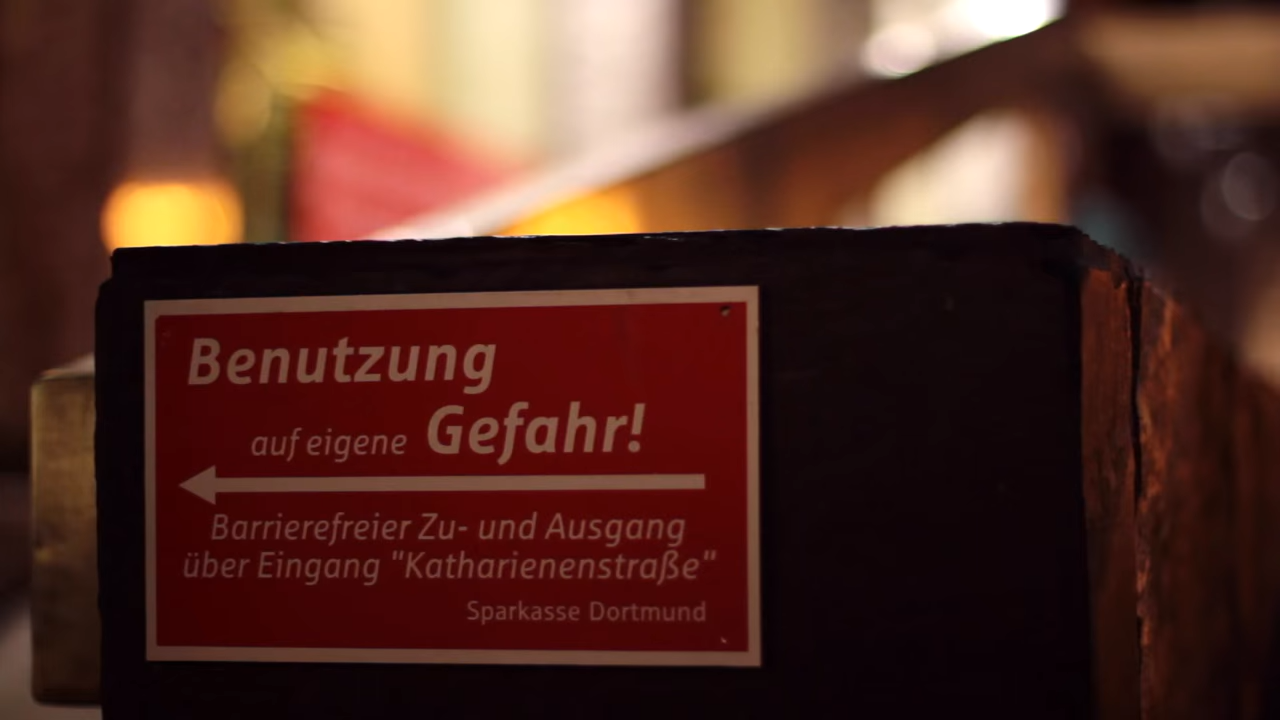 Benutzung
auf eigene Gefahr!
Barrierefreier Zu- und Ausgang
über Eingang "Katharienenstraße"
Sparkasse Dortmund